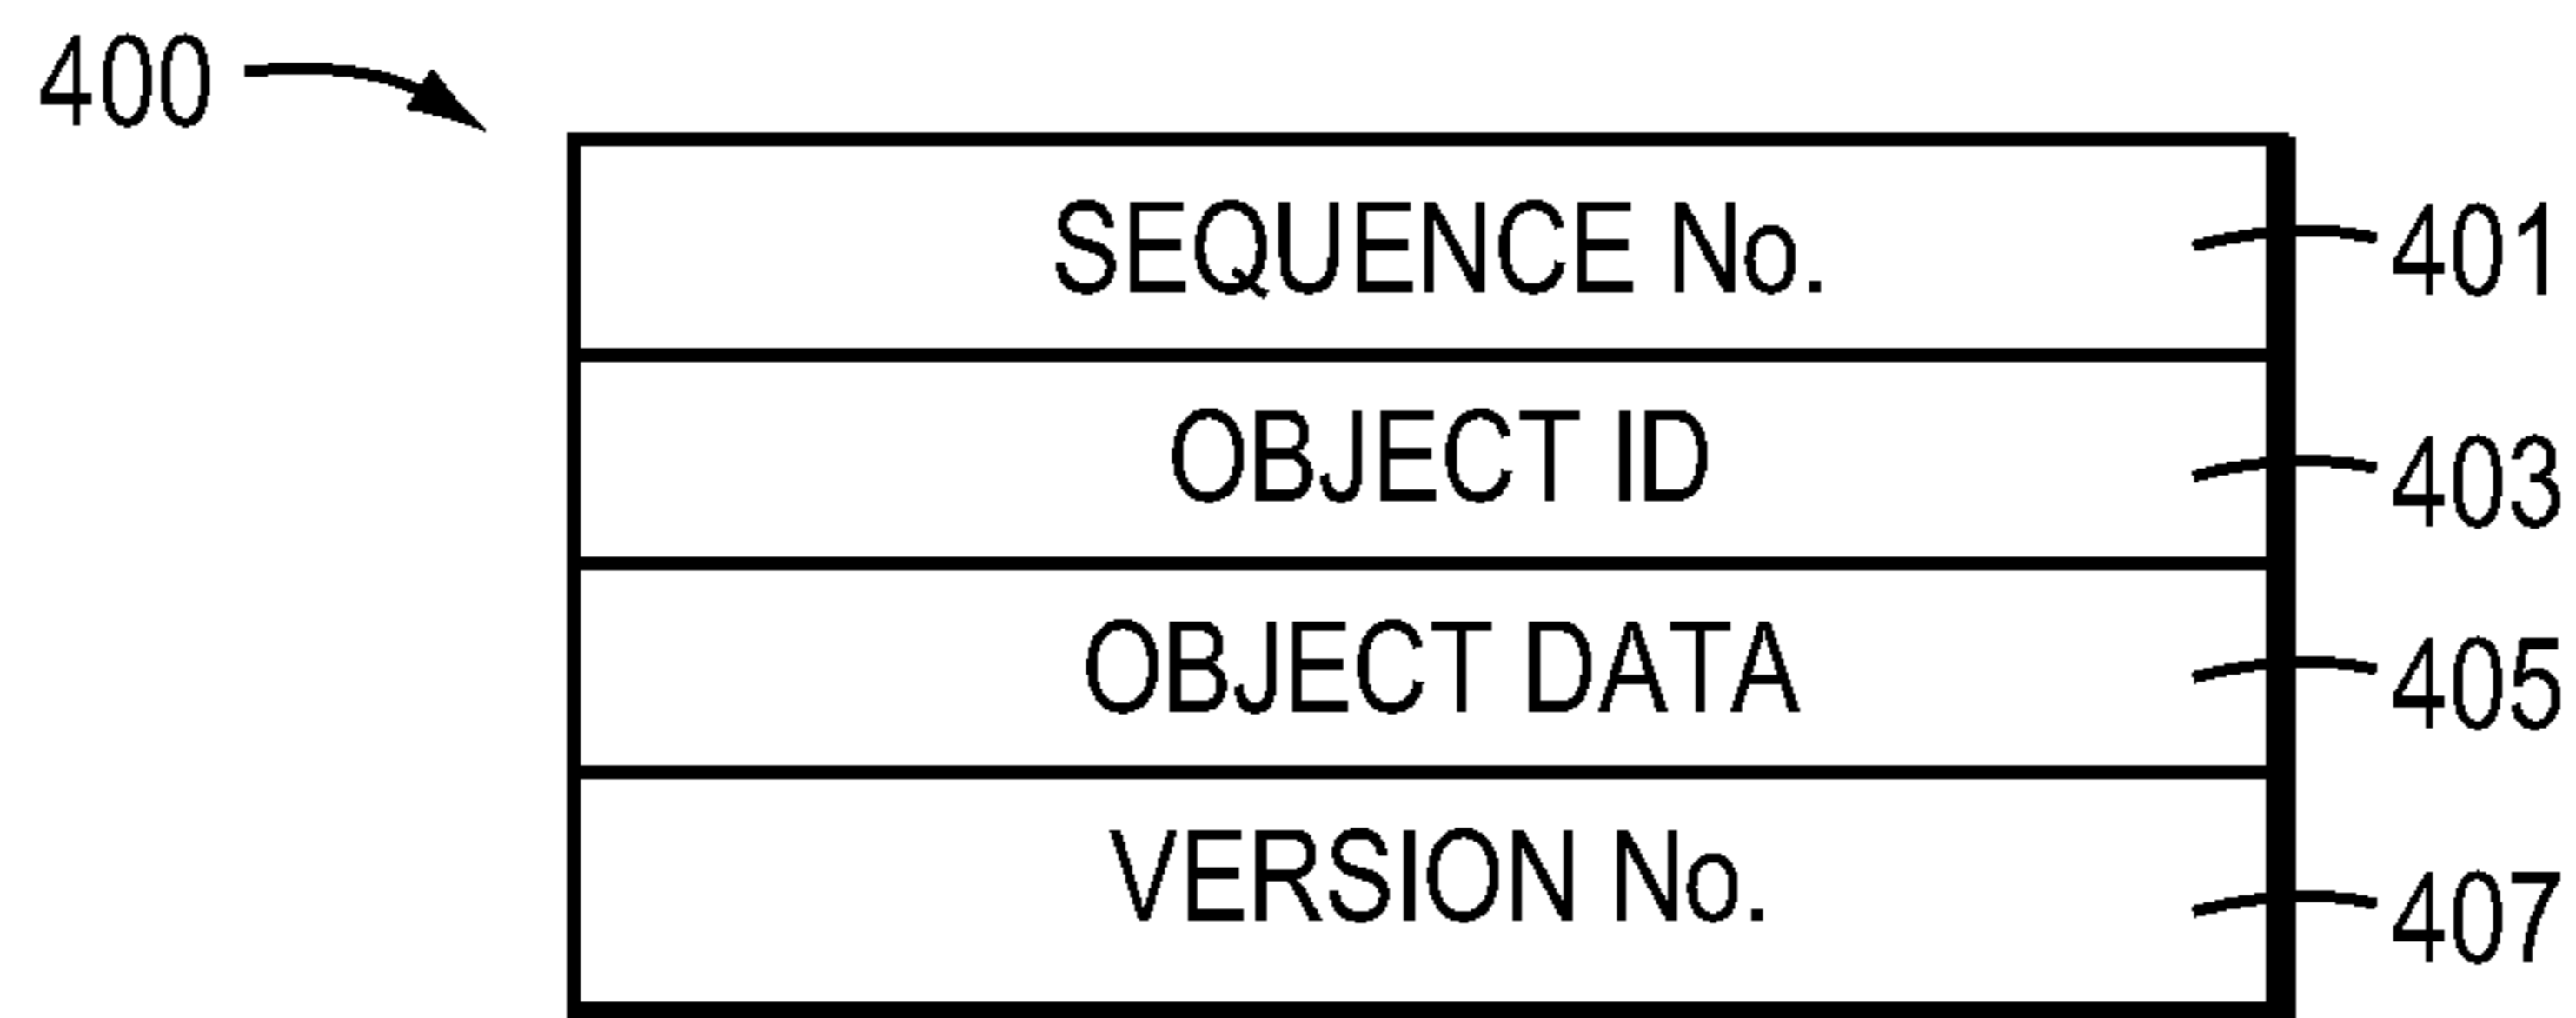 400
SEQUENCE No. 401
OBJECT ID 403
OBJECT DATA 405
VERSION No. 407